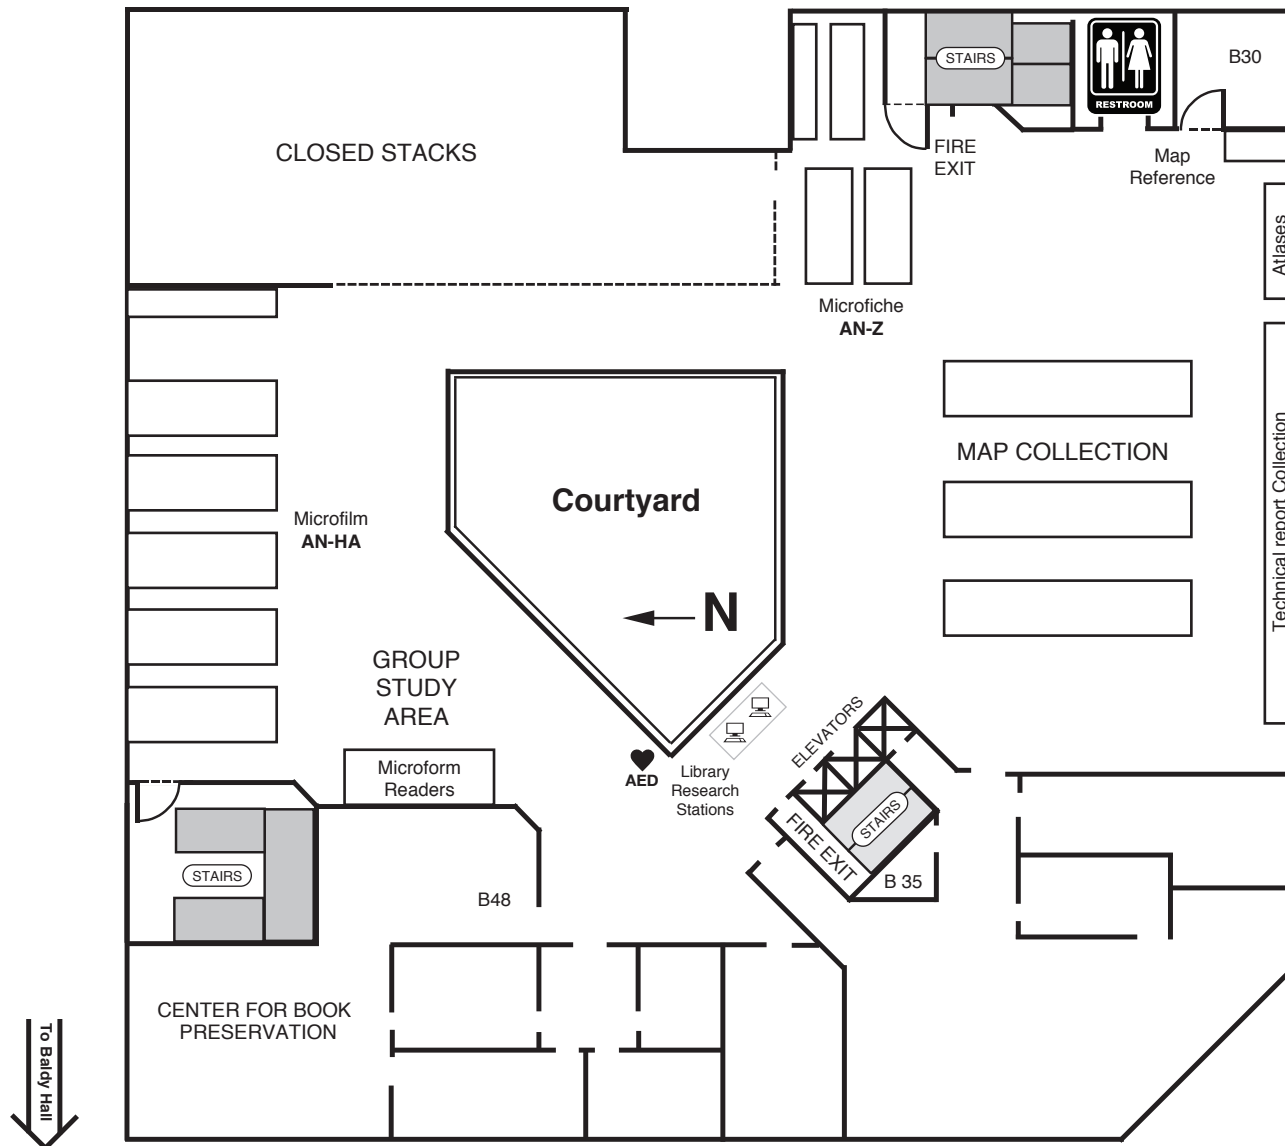 STAIRS
B30
RESTROOM
FIRE
EXIT
Map
Reference
CLOSED STACKS
Atlases
Microfiche
AN-Z
MAP COLLECTION
Technical report Collection
Courtyard
Microfilm
AN-HA
N
GROUP
STUDY
AREA
ELEVATORS
Microform
Readers
AED
Library
Research
Stations
STAIRS
FIRE EXIT
B 35
STAIRS
B48
CENTER FOR BOOK
PRESERVATION
To Baldy Hall